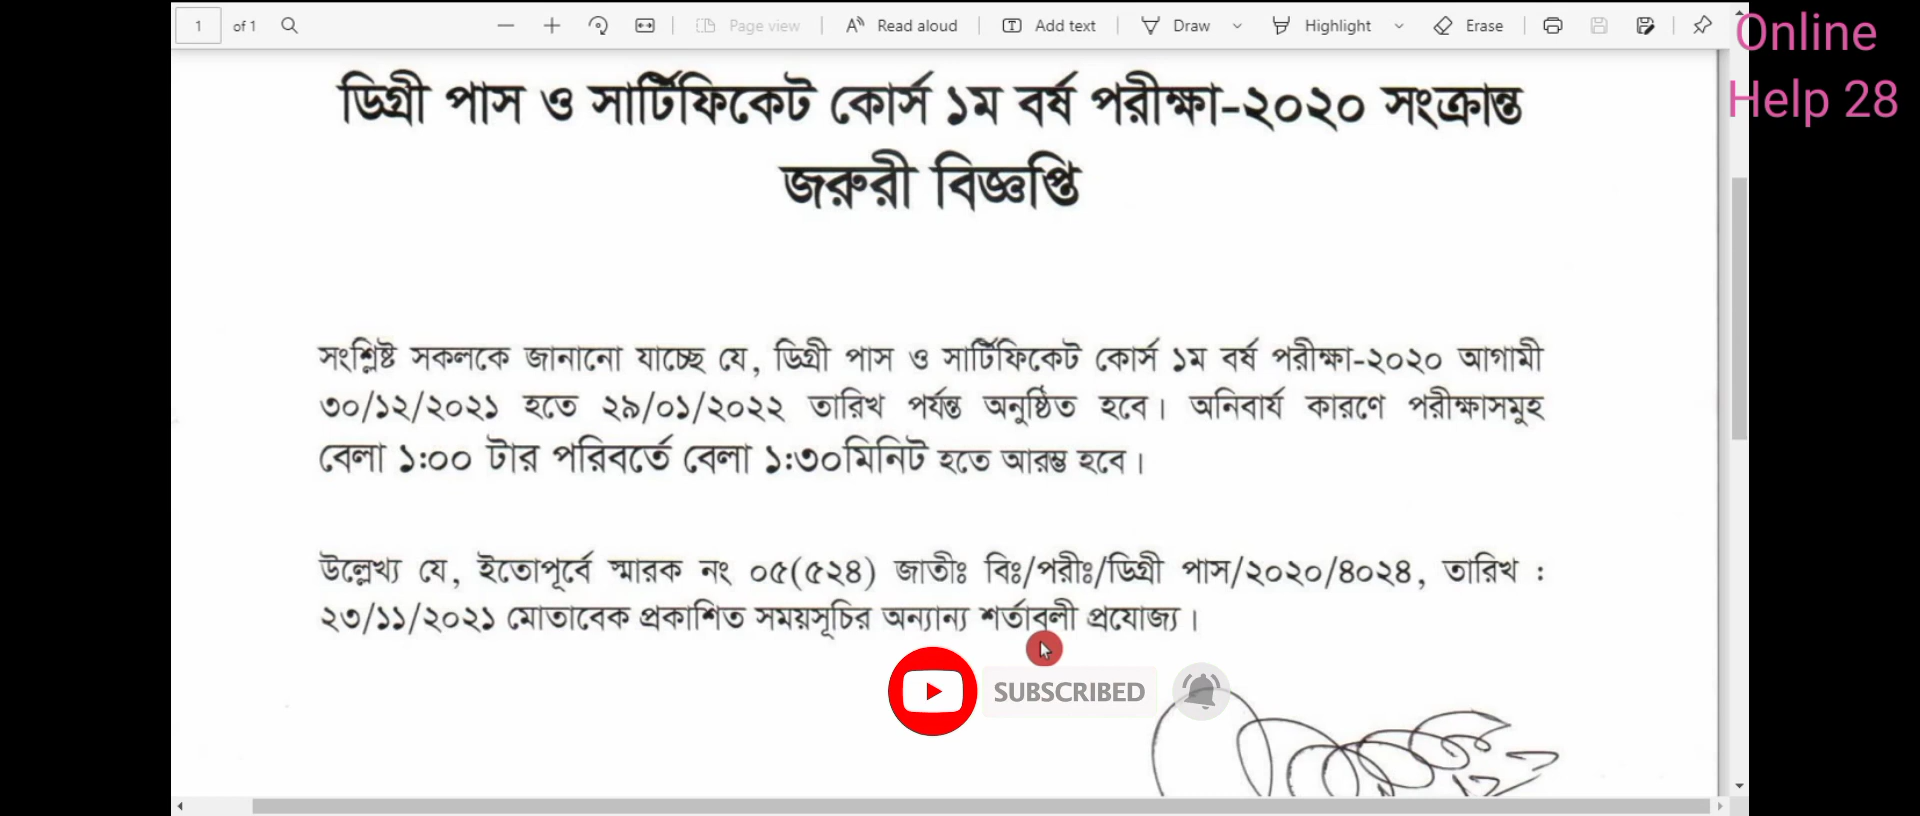 1 of 1 Page view Read aloud Add text Draw Highlight Erase
Online
Help 28
ডিগ্রী পাস ও সার্টিফিকেট কোর্স ১ম বর্ষ পরীক্ষা-২০২০ সংক্রান্ত
জরুরী বিজ্ঞপ্তি
সংশ্লিষ্ট সকলকে জানানো যাচ্ছে যে, ডিগ্রী পাস ও সার্টিফিকেট কোর্স ১ম বর্ষ পরীক্ষা-২০২০ আগামী
৩০/১২/২০২১ হতে ২৯/০১/২০২২ তারিখ পর্যন্ত অনুষ্ঠিত হবে। অনিবার্য কারণে পরীক্ষাসমুহ
বেলা ১:০০ টার পরিবর্তে বেলা ১:৩০মিনিট হতে আরম্ভ হবে।
উল্লেখ্য যে, ইতোপূর্বে স্মারক নং ০৫(৫২৪) জাতীঃ বিঃ/পরীঃ/ডিগ্রী পাস/২০২০/৪০২৪, তারিখ :
২৩/১১/২০২১ মোতাবেক প্রকাশিত সময়সূচির অন্যান্য শর্তাবলী প্রযোজ্য।
SUBSCRIBED